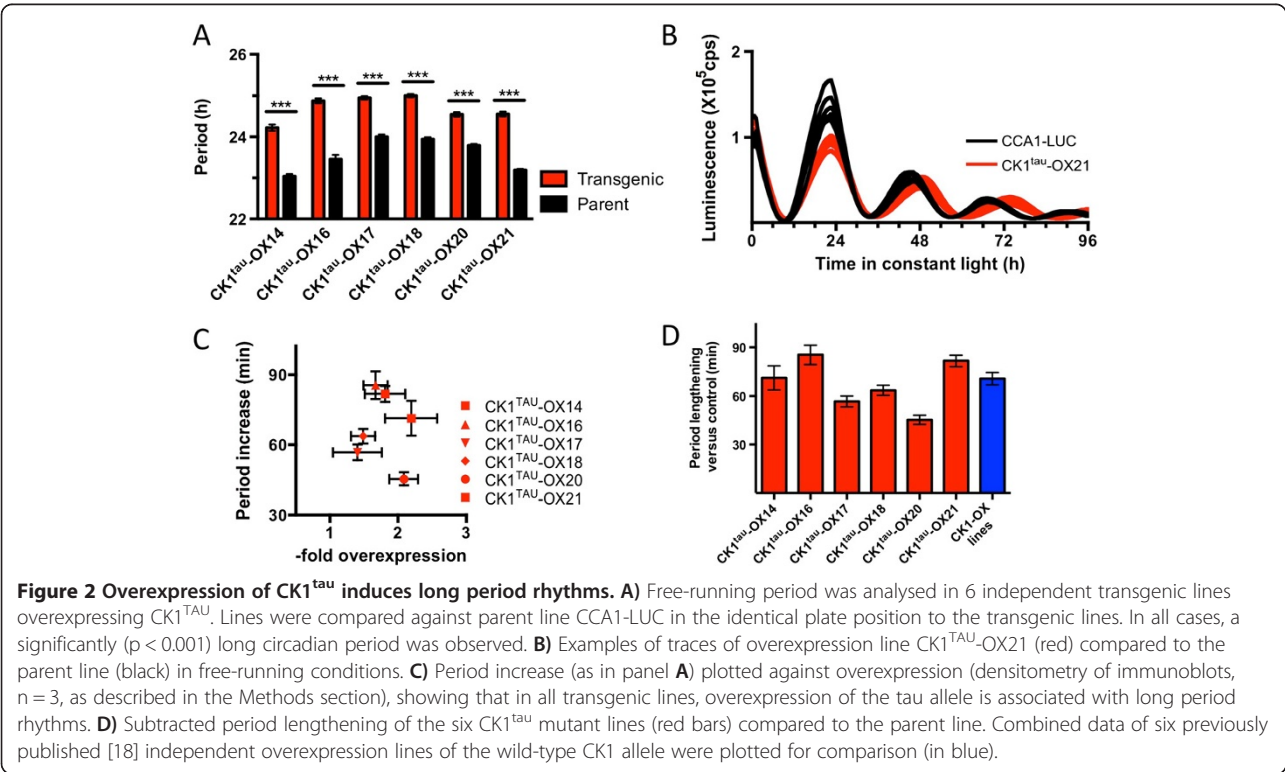 A
26
24
22
Period (h)
***
***
***
***
***
***
Transgenic
Parent
CK1tau-OX14
CK1tau-OX16
CK1tau-OX17
CK1tau-OX18
CK1tau-OX20
CK1tau-OX21
B
2
1
Luminescence (X10⁵cps)
CCA1-LUC
CK1tau-OX21
0
24
48
72
96
Time in constant light (h)
C
90
60
30
Period increase (min)
CK1TAU-OX14
CK1TAU-OX16
CK1TAU-OX17
CK1TAU-OX18
CK1TAU-OX20
CK1TAU-OX21
1
2
3
-fold overexpression
D
90
60
30
Period lengthening
versus control (min)
CK1tau-OX14
CK1tau-OX16
CK1tau-OX17
CK1tau-OX18
CK1tau-OX20
CK1tau-OX21
CK1-OX
lines
Figure 2 Overexpression of CK1tau induces long period rhythms. A) Free-running period was analysed in 6 independent transgenic lines
overexpressing CK1TAU. Lines were compared against parent line CCA1-LUC in the identical plate position to the transgenic lines. In all cases, a
significantly (p < 0.001) long circadian period was observed. B) Examples of traces of overexpression line CK1TAU-OX21 (red) compared to the
parent line (black) in free-running conditions. C) Period increase (as in panel A) plotted against overexpression (densitometry of immunoblots,
n = 3, as described in the Methods section), showing that in all transgenic lines, overexpression of the tau allele is associated with long period
rhythms. D) Subtracted period lengthening of the six CK1tau mutant lines (red bars) compared to the parent line. Combined data of six previously
published [18] independent overexpression lines of the wild-type CK1 allele were plotted for comparison (in blue).